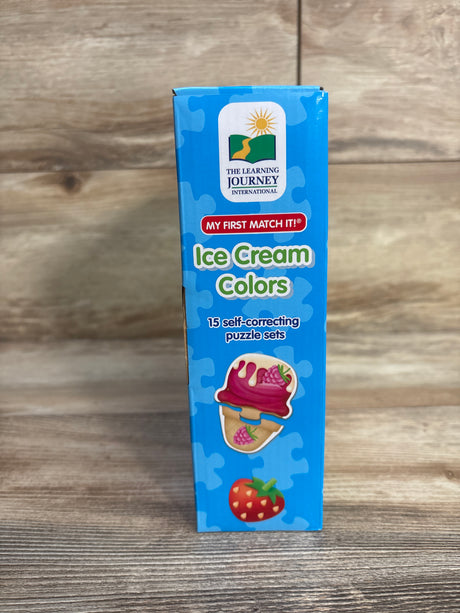 THE LEARNING
JOURNEY
INTERNATIONAL
MY FIRST MATCH IT!®
Ice Cream
Colors
15 self-correcting
puzzle sets